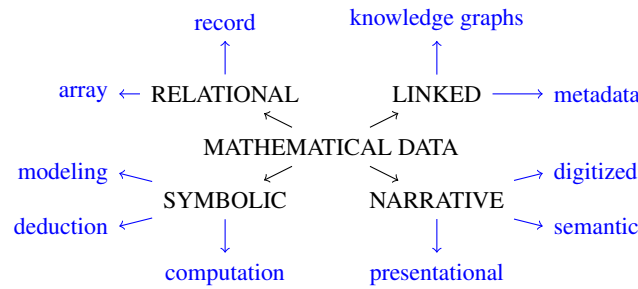 record
knowledge graphs
array
RELATIONAL
LINKED
metadata
MATHEMATICAL DATA
modeling
digitized
SYMBOLIC
NARRATIVE
deduction
semantic
computation
presentational